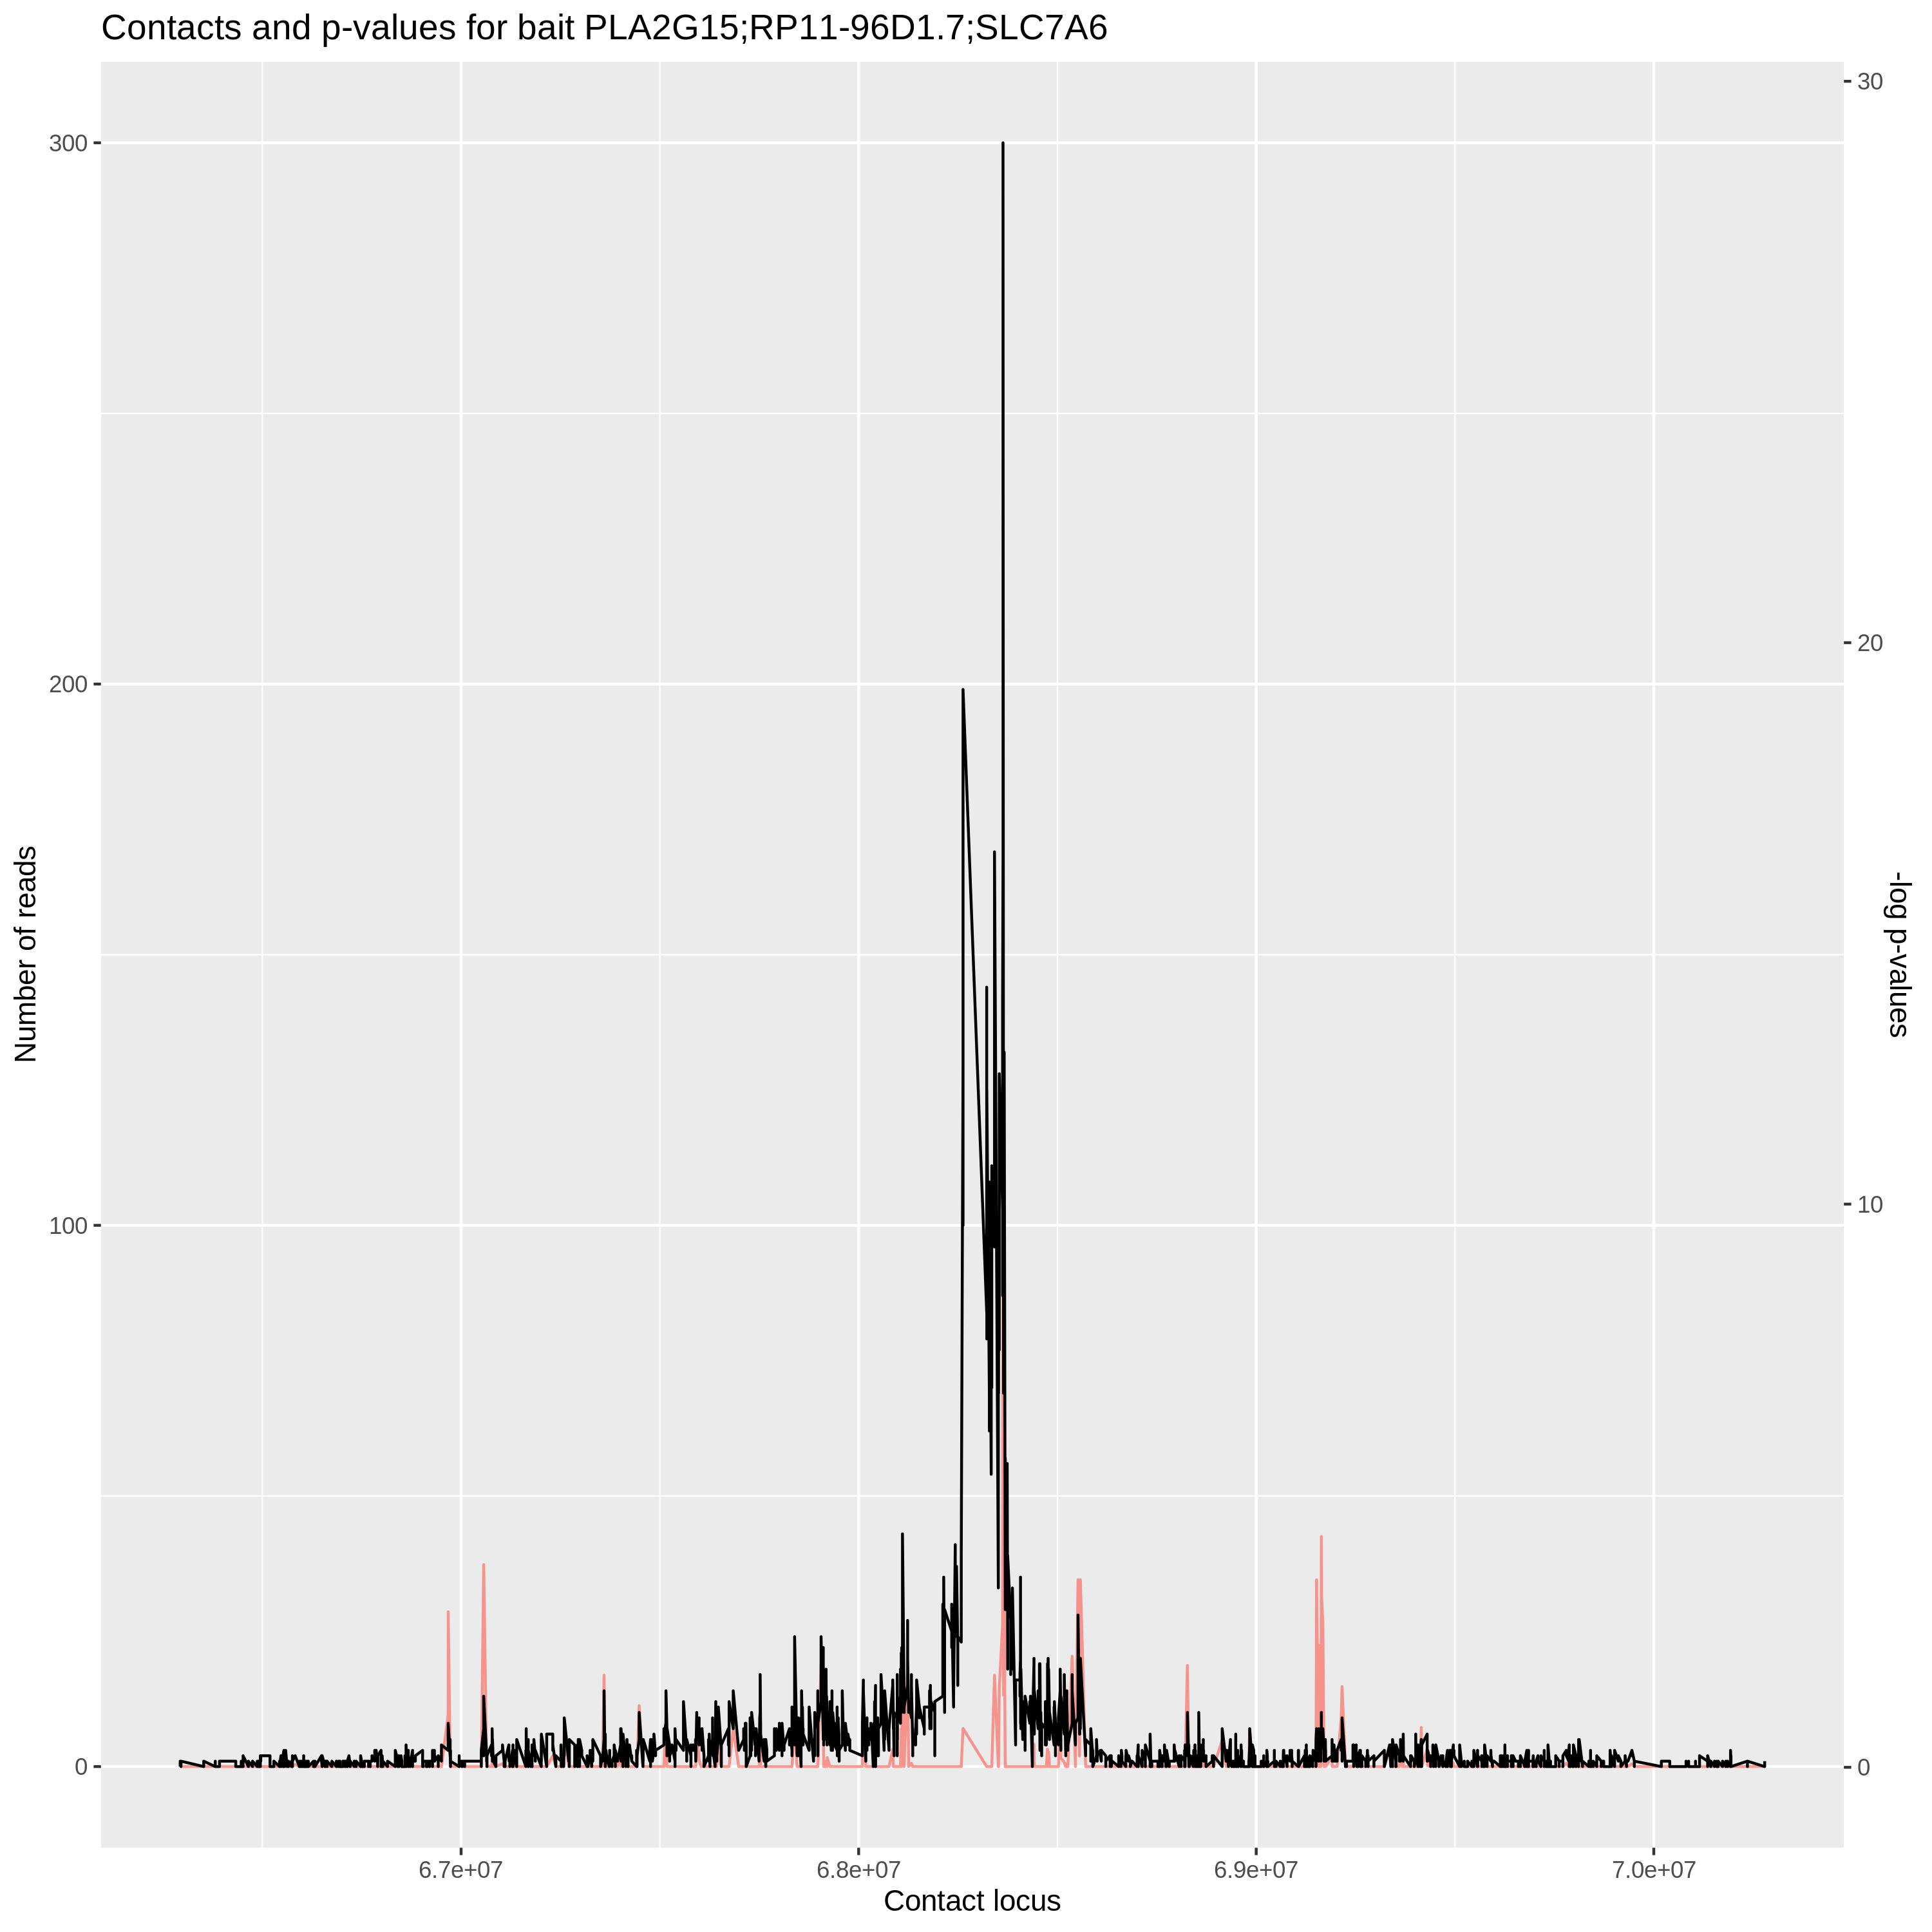 Contacts and p-values for bait PLA2G15;RP11-96D1.7;SLC7A6
300
200
100
0
Number of reads
30
20
10
0
-log p-values
6.7e+07 6.8e+07 6.9e+07 7.0e+07
Contact locus